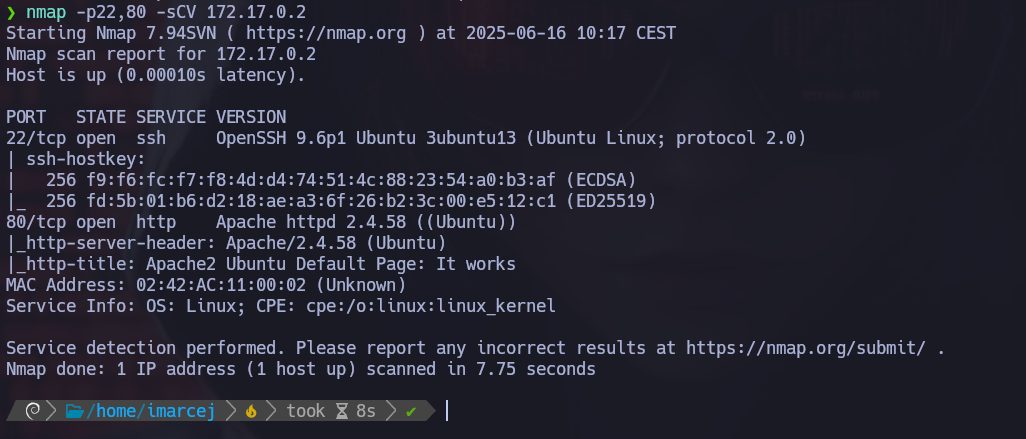 ❯ nmap -p22,80 -sCV 172.17.0.2
Starting Nmap 7.94SVN ( https://nmap.org ) at 2025-06-16 10:17 CEST
Nmap scan report for 172.17.0.2
Host is up (0.00010s latency).

PORT   STATE SERVICE VERSION
22/tcp open  ssh     OpenSSH 9.6p1 Ubuntu 3ubuntu13 (Ubuntu Linux; protocol 2.0)
| ssh-hostkey:
|   256 f9:f6:fc:f7:f8:4d:d4:74:51:4c:88:23:54:a0:b3:af (ECDSA)
|_  256 fd:5b:01:b6:d2:18:ae:a3:6f:26:b2:3c:00:e5:12:c1 (ED25519)
80/tcp open  http    Apache httpd 2.4.58 ((Ubuntu))
|_http-server-header: Apache/2.4.58 (Ubuntu)
|_http-title: Apache2 Ubuntu Default Page: It works
MAC Address: 02:42:AC:11:00:02 (Unknown)
Service Info: OS: Linux; CPE: cpe:/o:linux:linux_kernel

Service detection performed. Please report any incorrect results at https://nmap.org/submit/ .
Nmap done: 1 IP address (1 host up) scanned in 7.75 seconds

/home/imarcej took 8s ✔